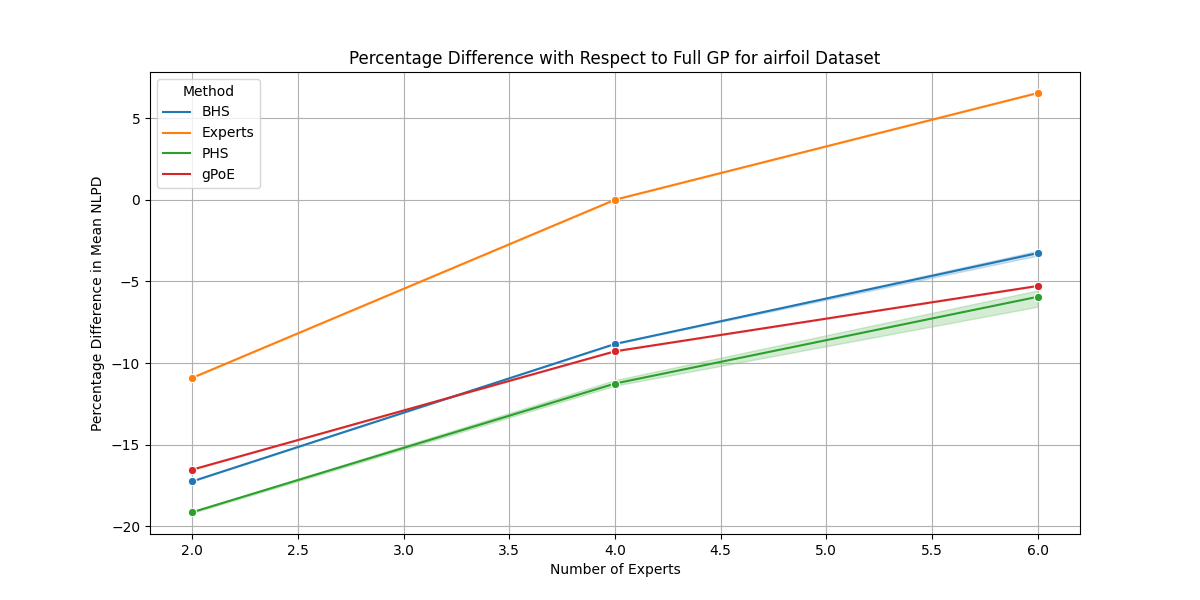 Percentage Difference with Respect to Full GP for airfoil Dataset
Method
BHS
Experts
PHS
gPoE
Percentage Difference in Mean NLPD
5
0
−5
−10
−15
−20
2.0 2.5 3.0 3.5 4.0 4.5 5.0 5.5 6.0
Number of Experts